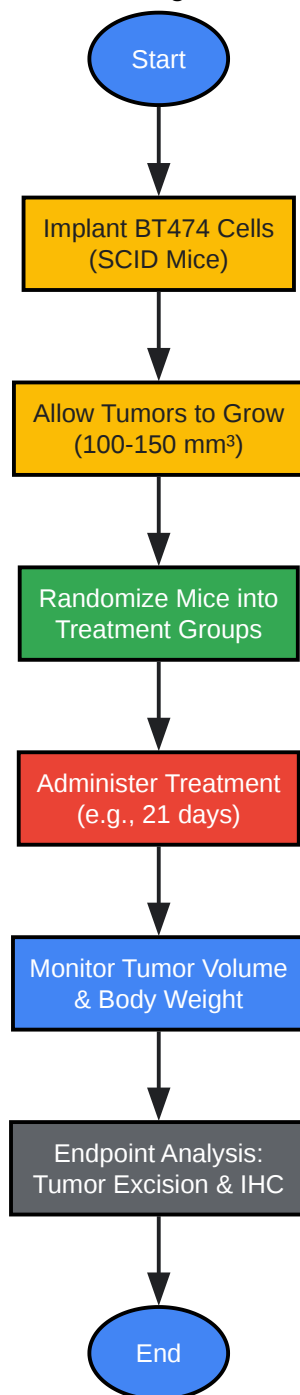 Start
Implant BT474 Cells
(SCID Mice)
Allow Tumors to Grow
(100-150 mm³)
Randomize Mice into
Treatment Groups
Administer Treatment
(e.g., 21 days)
Monitor Tumor Volume
& Body Weight
Endpoint Analysis:
Tumor Excision & IHC
End